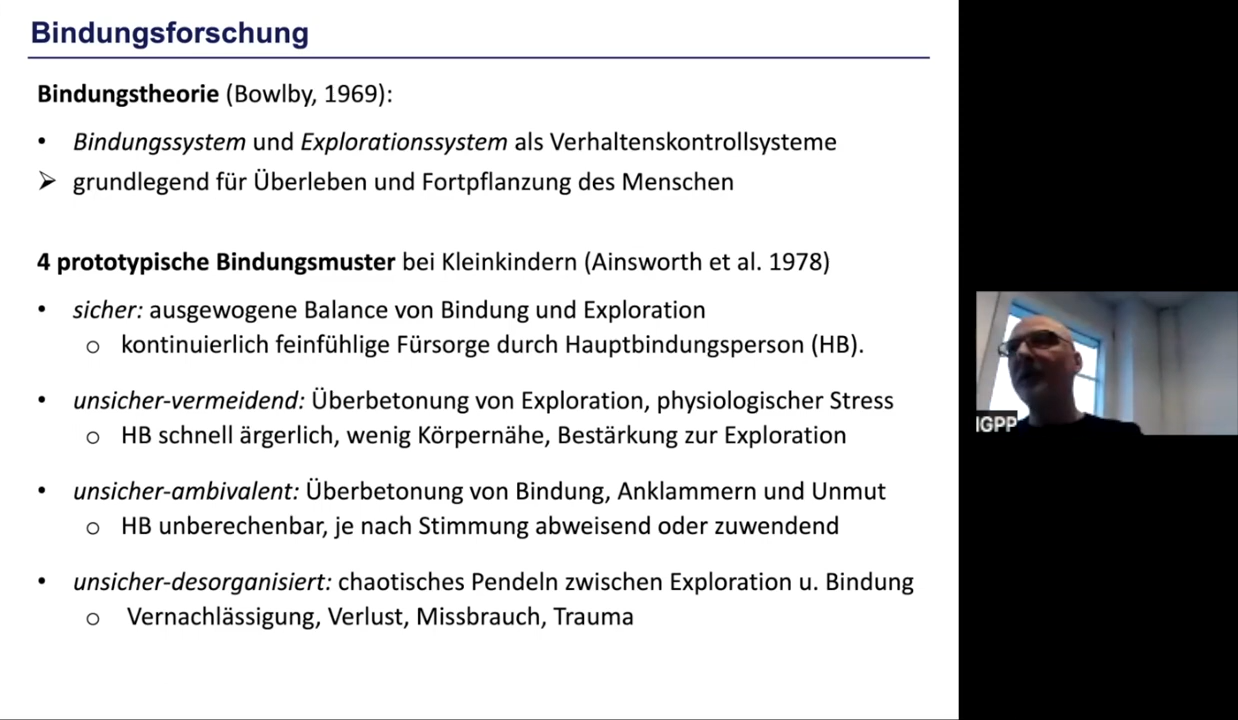 Bindungsforschung
Bindungstheorie (Bowlby, 1969):
• Bindungssystem und Explorationssystem als Verhaltenskontrollsysteme
➢ grundlegend für Überleben und Fortpflanzung des Menschen
4 prototypische Bindungsmuster bei Kleinkindern (Ainsworth et al. 1978)
• sicher: ausgewogene Balance von Bindung und Exploration
o kontinuierlich feinfühlige Fürsorge durch Hauptbindungsperson (HB).
• unsicher-vermeidend: Überbetonung von Exploration, physiologischer Stress
o HB schnell ärgerlich, wenig Körpernähe, Bestärkung zur Exploration
• unsicher-ambivalent: Überbetonung von Bindung, Anklammern und Unmut
o HB unberechenbar, je nach Stimmung abweisend oder zuwendend
• unsicher-desorganisiert: chaotisches Pendeln zwischen Exploration u. Bindung
o Vernachlässigung, Verlust, Missbrauch, Trauma
IGPP